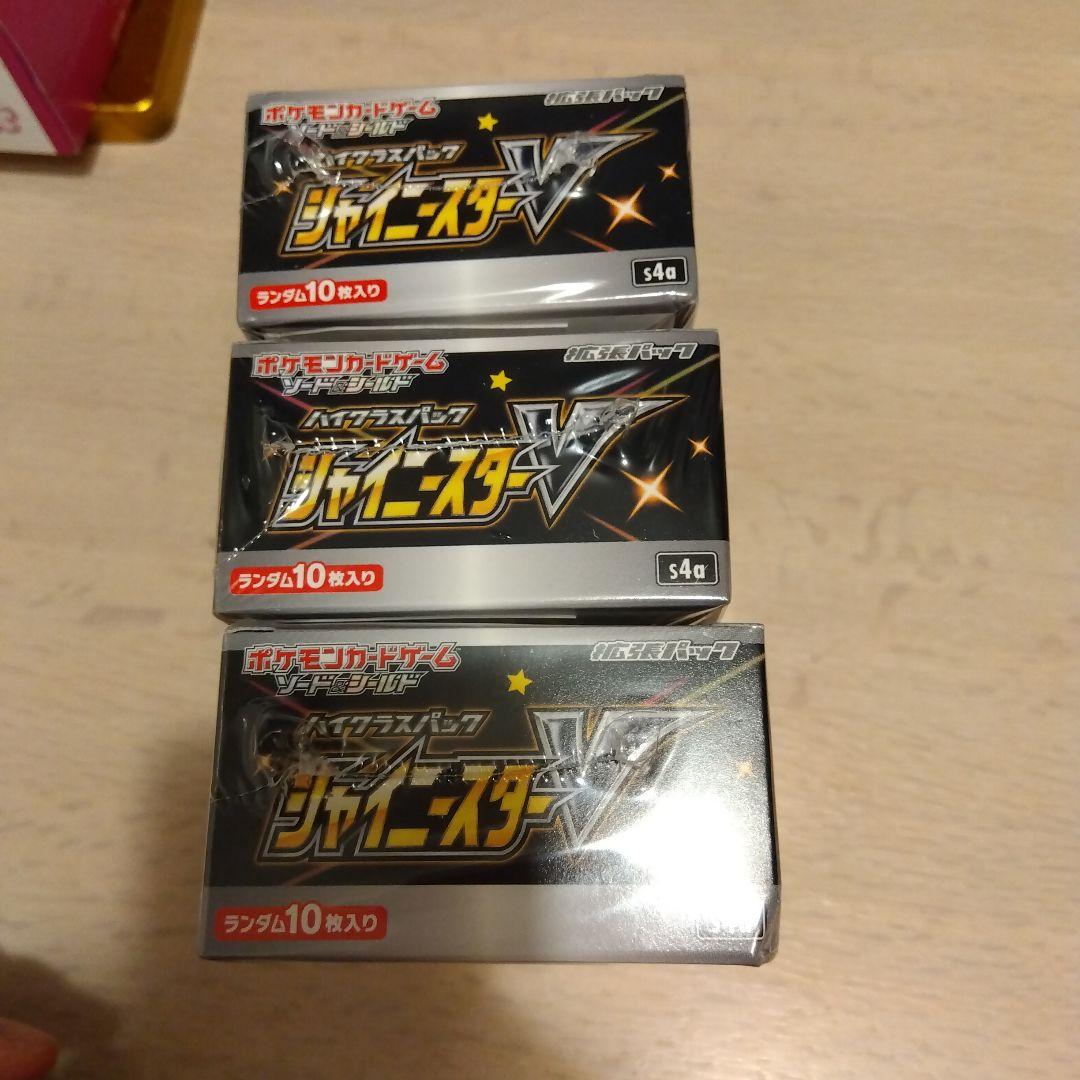 ポケモンカードゲーム
ソード&シールド
拡張パック
ハイクラスパック
シャイニースターV
ランダム10枚入り
s4a
ポケモンカードゲーム
ソード&シールド
拡張パック
ハイクラスパック
シャイニースターV
ランダム10枚入り
s4a
ポケモンカードゲーム
ソード&シールド
拡張パック
ハイクラスパック
シャイニースターV
ランダム10枚入り